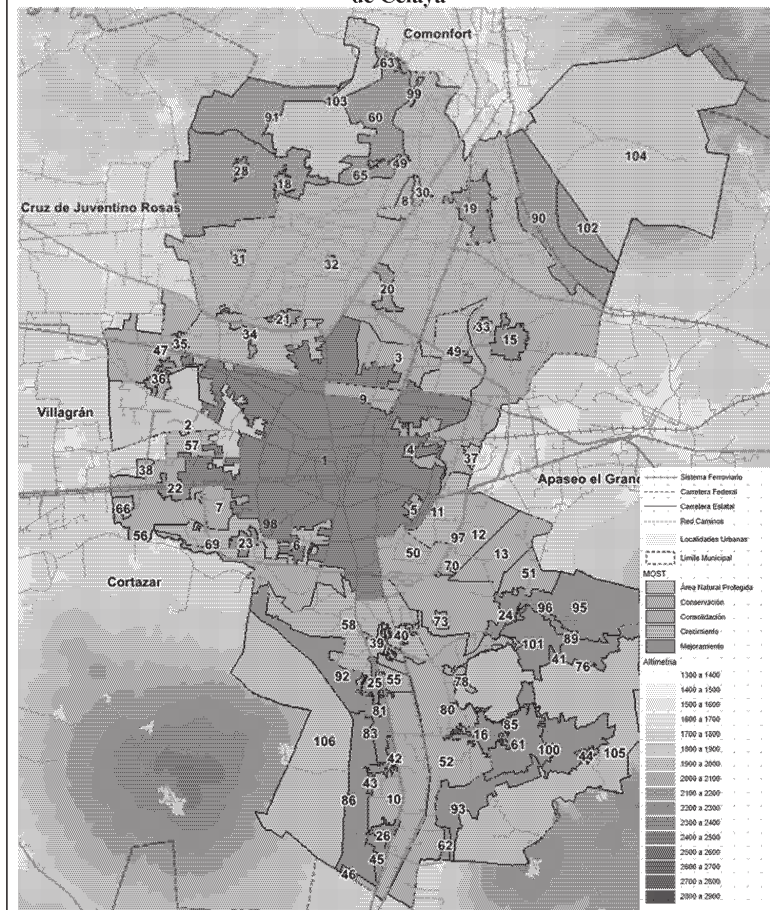 de Celaya
Comonfort
63
103
99
91
60
104
28
49
18
65
30
8
19
Cruz de Juventino Rosas
90
102
31
32
20
21
33
34
35
15
47
3
49
36
9
Villagrán
2
57
4
1
37
38
Apaseo el Grand
22
7
5
11
66
98
56
6
12
97
69
23
6
50
13
Cortazar
70
51
58
73
24
96
95
39
40
101
89
41
76
92
25
55
78
81
80
106
83
16
85
61
100
105
42
52
44
43
86
10
93
26
62
45
46
Sistema Ferroviario
Carretera Federal
Carretera Estatal
Red Caminos
Localidades Urbanas
Limite Municipal
MOST
Área Natural Protegida
Conservación
Consolidación
Crecimiento
Mejoramiento
Altimetria
1300 a 1400
1400 a 1500
1500 a 1600
1600 a 1700
1700 a 1800
1800 a 1900
1900 a 2000
2000 a 2100
2100 a 2200
2200 a 2300
2300 a 2400
2400 a 2500
2500 a 2600
2600 a 2700
2700 a 2800
2800 a 2900